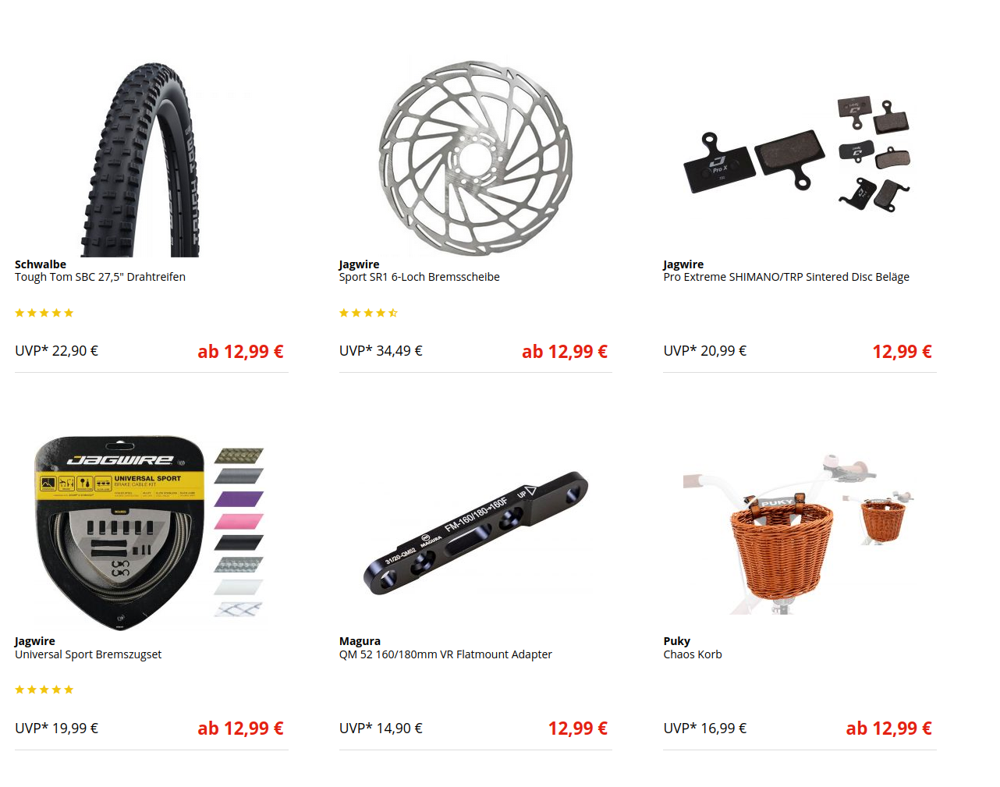 TOUGH TOM
Pro X
Schwalbe
Tough Tom SBC 27,5" Drahtreifen
UVP* 22,90 €
ab 12,99 €
Jagwire
Sport SR1 6-Loch Bremsscheibe
UVP* 34,49 €
ab 12,99 €
Jagwire
Pro Extreme SHIMANO/TRP Sintered Disc Beläge
UVP* 20,99 €
12,99 €
JAGWIRE
UNIVERSAL SPORT
BRAKE CABLE KIT
Jagwire
Universal Sport Bremszugset
UVP* 19,99 €
ab 12,99 €
31/20-QM52
MAGURA
FM-160/180→160F
UP
Magura
QM 52 160/180mm VR Flatmount Adapter
UVP* 14,90 €
12,99 €
PUKY
PUKY
Puky
Chaos Korb
UVP* 16,99 €
ab 12,99 €